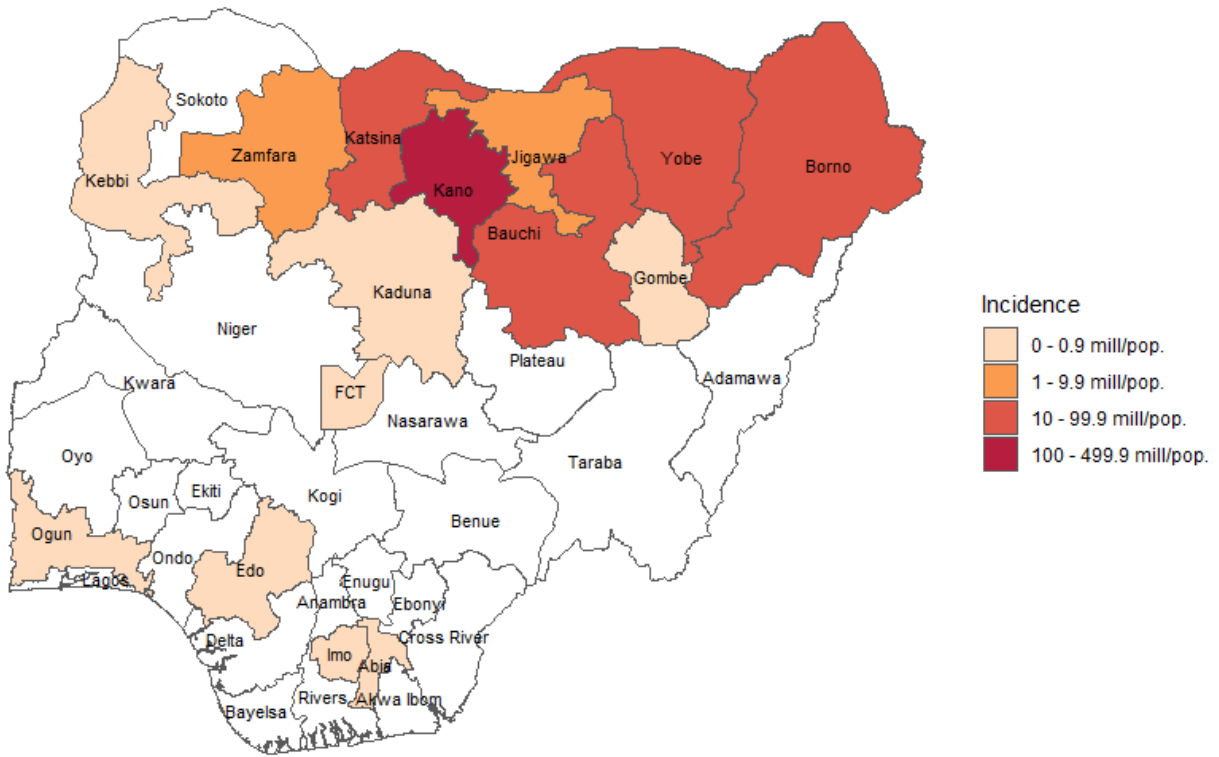 Sokoto
Katsina
Zamfara
Jigawa
Yobe
Borno
Kebbi
Kano
Bauchi
Gombe
Kaduna
Niger
Plateau
Adamawa
Kwara
FCT
Nasarawa
Oyo
Taraba
Osun
Ekiti
Kogi
Benue
Ogun
Ondo
Edo
Lagos
Enugu
Anambra
Ebonyi
Delta
Cross River
Imo
Abia
Rivers
Akwa Ibom
Bayelsa
Incidence
0 - 0.9 mill/pop.
1 - 9.9 mill/pop.
10 - 99.9 mill/pop.
100 - 499.9 mill/pop.